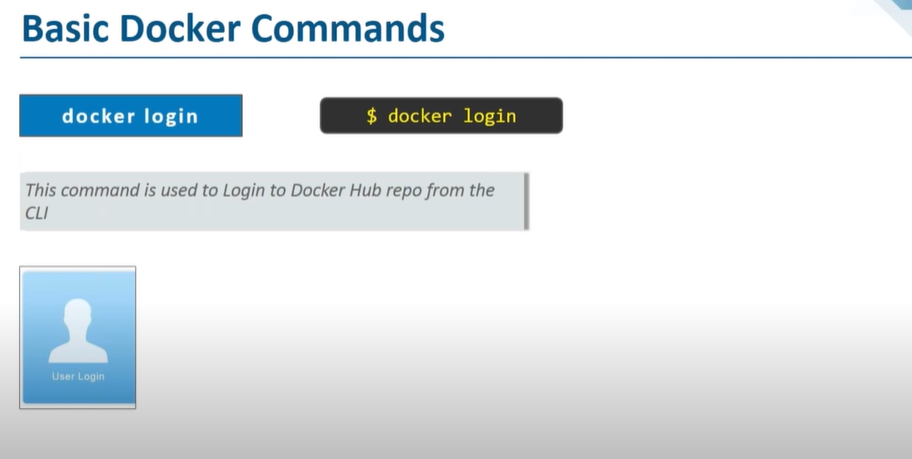 Basic Docker Commands
docker login
$ docker login
This command is used to Login to Docker Hub repo from the
CLI
User Login